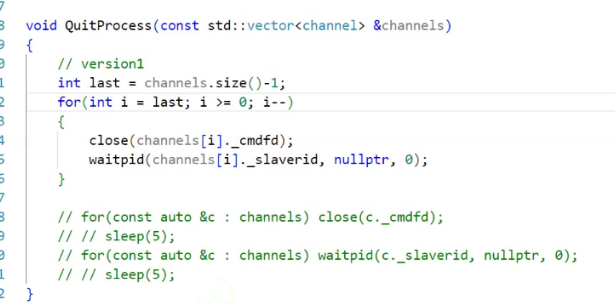 7
8 void QuitProcess(const std::vector<channel> &channels)
9 {
0     // version1
1     int last = channels.size()-1;
2     for(int i = last; i >= 0; i--)
3     {
4         close(channels[i]._cmdfd);
5         waitpid(channels[i]._slaverid, nullptr, 0);
6     }
7
8     // for(const auto &c : channels) close(c._cmdfd);
9     // // sleep(5);
0     // for(const auto &c : channels) waitpid(c._slaverid, nullptr, 0);
1     // // sleep(5);
2 }